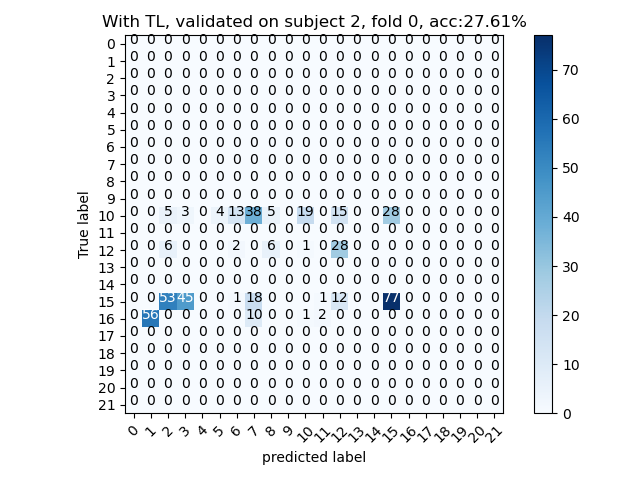 With TL, validated on subject 2, fold 0, acc:27.61%
True label
0 0 0 0 0 0 0 0 0 0 0 0 0 0 0 0 0 0 0 0 0 0 0
1 0 0 0 0 0 0 0 0 0 0 0 0 0 0 0 0 0 0 0 0 0 0
2 0 0 0 0 0 0 0 0 0 0 0 0 0 0 0 0 0 0 0 0 0 0
3 0 0 0 0 0 0 0 0 0 0 0 0 0 0 0 0 0 0 0 0 0 0
4 0 0 0 0 0 0 0 0 0 0 0 0 0 0 0 0 0 0 0 0 0 0
5 0 0 0 0 0 0 0 0 0 0 0 0 0 0 0 0 0 0 0 0 0 0
6 0 0 0 0 0 0 0 0 0 0 0 0 0 0 0 0 0 0 0 0 0 0
7 0 0 0 0 0 0 0 0 0 0 0 0 0 0 0 0 0 0 0 0 0 0
8 0 0 0 0 0 0 0 0 0 0 0 0 0 0 0 0 0 0 0 0 0 0
9 0 0 0 0 0 0 0 0 0 0 0 0 0 0 0 0 0 0 0 0 0 0
10 0 0 5 3 0 4 13 38 5 0 19 0 15 0 0 28 0 0 0 0 0 0
11 0 0 0 0 0 0 0 0 0 0 0 0 0 0 0 0 0 0 0 0 0 0
12 0 0 6 0 0 0 2 0 6 0 1 0 28 0 0 0 0 0 0 0 0 0
13 0 0 0 0 0 0 0 0 0 0 0 0 0 0 0 0 0 0 0 0 0 0
14 0 0 0 0 0 0 0 0 0 0 0 0 0 0 0 0 0 0 0 0 0 0
15 0 0 53 45 0 0 1 18 0 0 0 1 12 0 0 77 0 0 0 0 0 0
16 0 56 0 0 0 0 0 10 0 0 1 2 0 0 0 0 0 0 0 0 0 0
17 0 0 0 0 0 0 0 0 0 0 0 0 0 0 0 0 0 0 0 0 0 0
18 0 0 0 0 0 0 0 0 0 0 0 0 0 0 0 0 0 0 0 0 0 0
19 0 0 0 0 0 0 0 0 0 0 0 0 0 0 0 0 0 0 0 0 0 0
20 0 0 0 0 0 0 0 0 0 0 0 0 0 0 0 0 0 0 0 0 0 0
21 0 0 0 0 0 0 0 0 0 0 0 0 0 0 0 0 0 0 0 0 0 0
0 1 2 3 4 5 6 7 8 9 10 11 12 13 14 15 16 17 18 19 20 21
predicted label
70
60
50
40
30
20
10
0